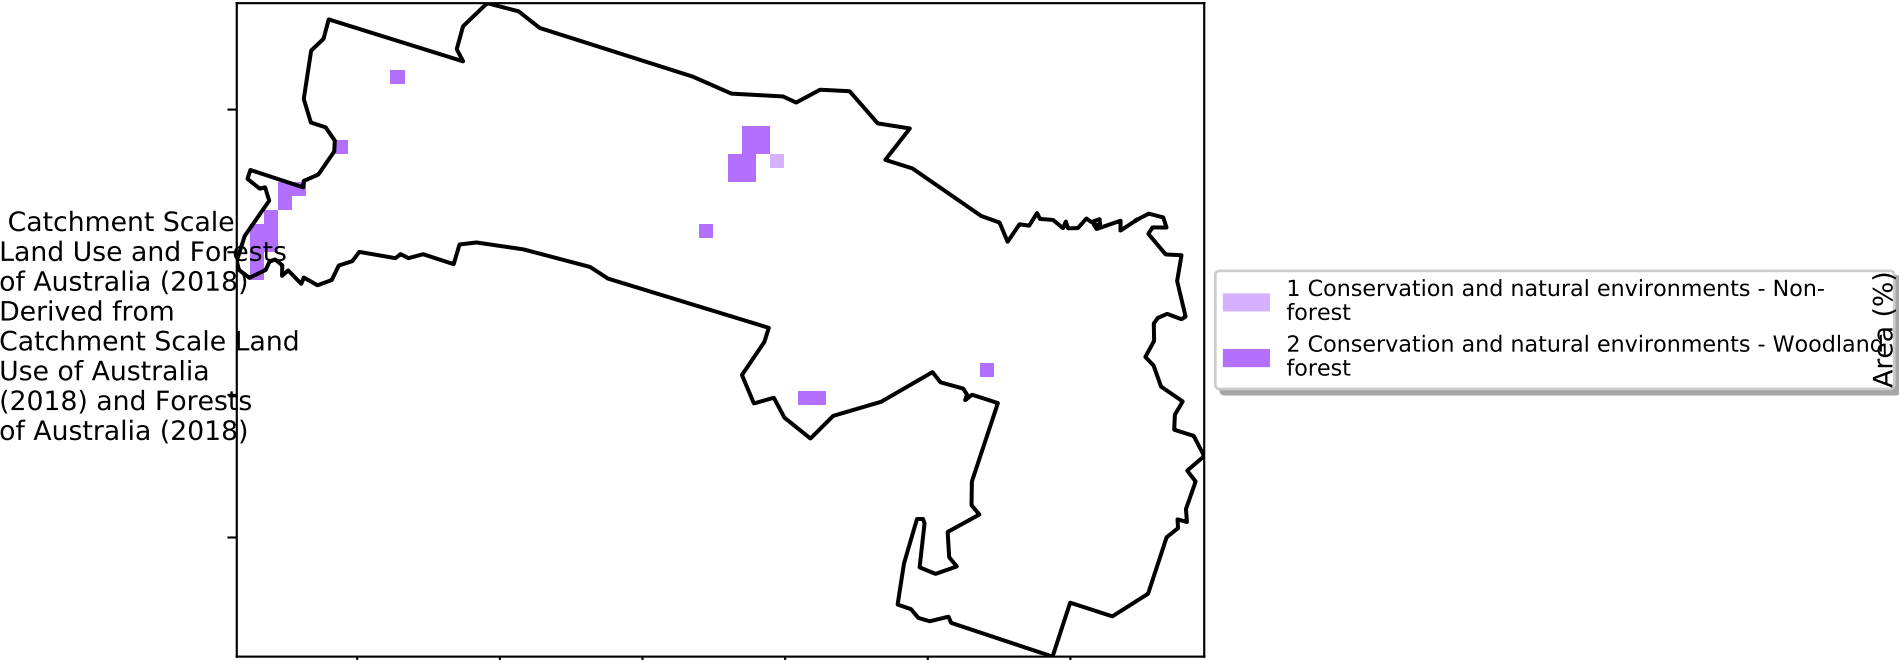 Catchment Scale
Land Use and Forests
of Australia (2018)
Derived from
Catchment Scale Land
Use of Australia
(2018) and Forests
of Australia (2018)
1 Conservation and natural environments - Non-
forest
2 Conservation and natural environments - Woodland
forest
Area (%)